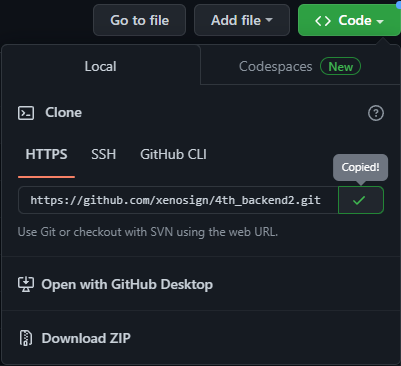 Go to file Add file Code
Local Codespaces New
Clone
HTTPS SSH GitHub CLI
Copied!
https://github.com/xenosign/4th_backend2.git
Use Git or checkout with SVN using the web URL.
Open with GitHub Desktop
Download ZIP